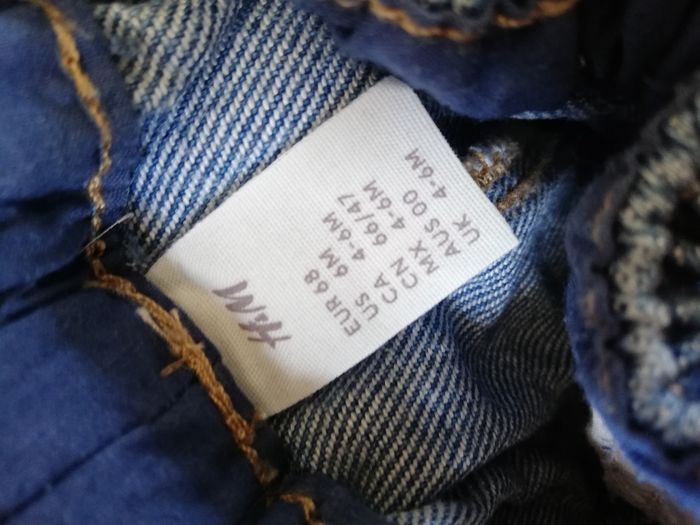 H&M
EUR 68
US 6M
CA 4-6M
CN 66/47
MX 4-6M
AUS 00
UK 4-6M